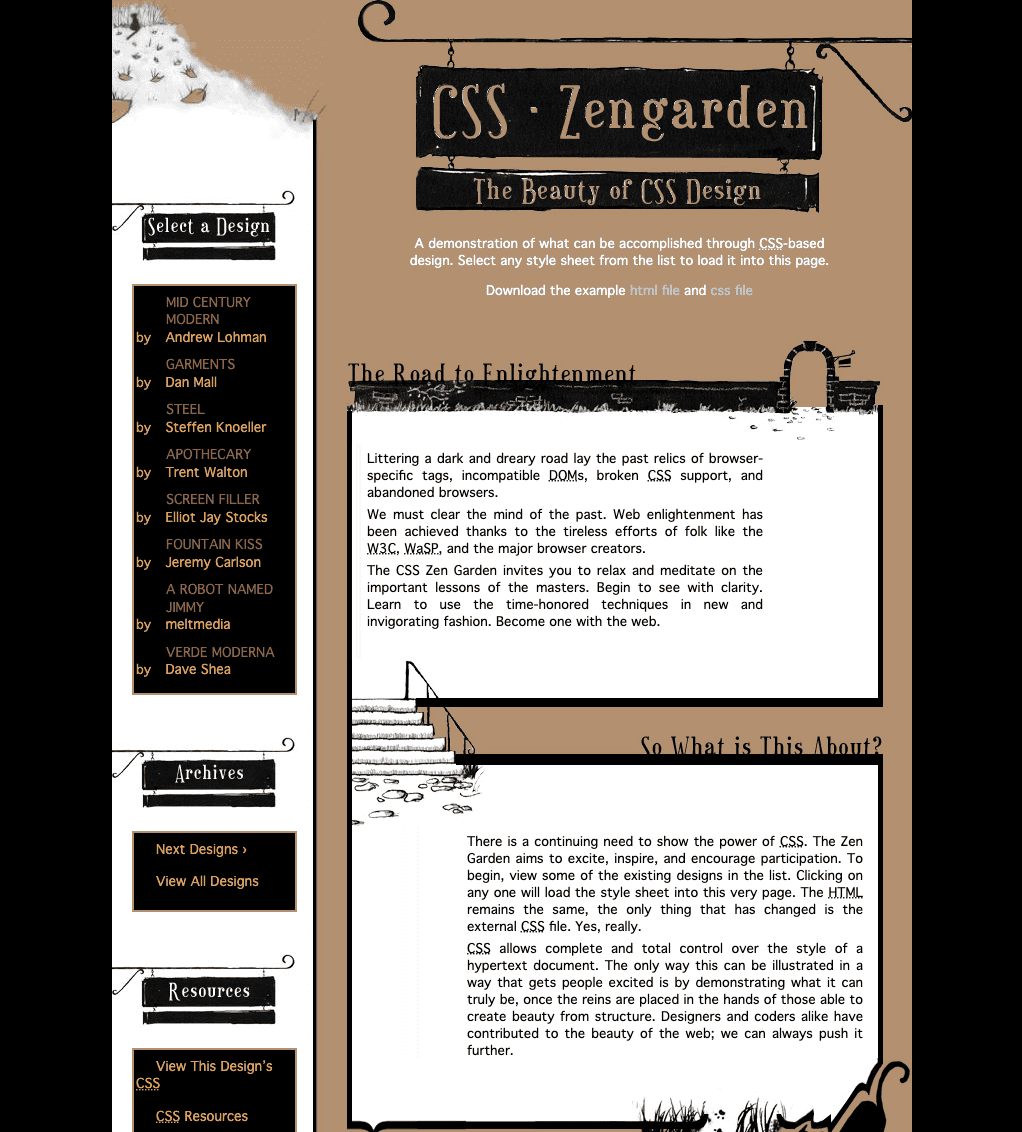 CSS · Zengarden
The Beauty of CSS Design
A demonstration of what can be accomplished through CSS-based
design. Select any style sheet from the list to load it into this page.
Download the example html file and css file
The Road to Enlightenment
Littering a dark and dreary road lay the past relics of browser-
specific tags, incompatible DOMs, broken CSS support, and
abandoned browsers.
We must clear the mind of the past. Web enlightenment has
been achieved thanks to the tireless efforts of folk like the
W3C, WaSP, and the major browser creators.
The CSS Zen Garden invites you to relax and meditate on the
important lessons of the masters. Begin to see with clarity.
Learn to use the time-honored techniques in new and
invigorating fashion. Become one with the web.
So What is This About?
There is a continuing need to show the power of CSS. The Zen
Garden aims to excite, inspire, and encourage participation. To
begin, view some of the existing designs in the list. Clicking on
any one will load the style sheet into this very page. The HTML
remains the same, the only thing that has changed is the
external CSS file. Yes, really.
CSS allows complete and total control over the style of a
hypertext document. The only way this can be illustrated in a
way that gets people excited is by demonstrating what it can
truly be, once the reins are placed in the hands of those able to
create beauty from structure. Designers and coders alike have
contributed to the beauty of the web; we can always push it
further.
Select a Design
MID CENTURY
MODERN
by Andrew Lohman
GARMENTS
by Dan Mall
STEEL
by Steffen Knoeller
APOTHECARY
by Trent Walton
SCREEN FILLER
by Elliot Jay Stocks
FOUNTAIN KISS
by Jeremy Carlson
A ROBOT NAMED
JIMMY
by meltmedia
VERDE MODERNA
by Dave Shea
Archives
Next Designs ›
View All Designs
Resources
View This Design's
CSS
CSS Resources